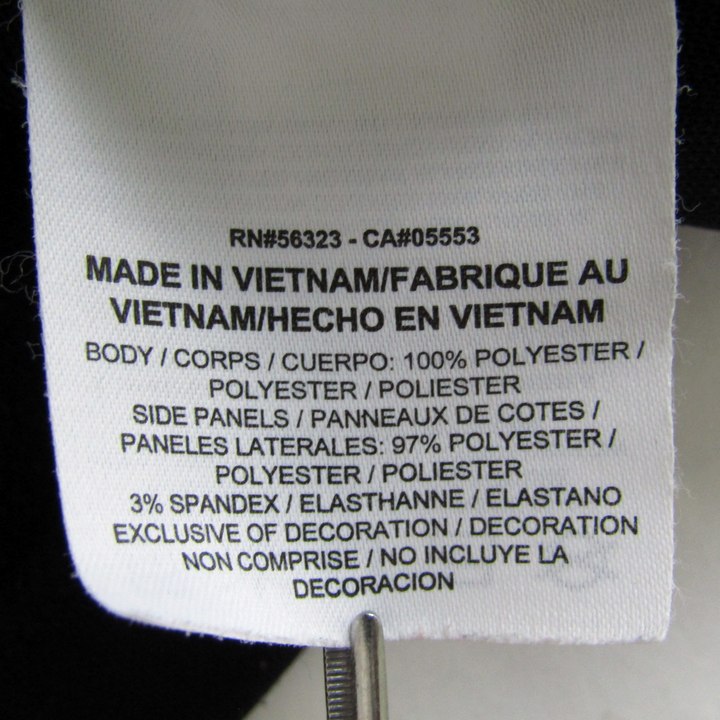 RN#56323 - CA#05553
MADE IN VIETNAM/FABRIQUE AU
VIETNAM/HECHO EN VIETNAM
BODY / CORPS / CUERPO: 100% POLYESTER /
POLYESTER / POLIESTER
SIDE PANELS / PANNEAUX DE COTES /
PANELES LATERALES: 97% POLYESTER /
POLYESTER / POLIESTER
3% SPANDEX / ELASTHANNE / ELASTANO
EXCLUSIVE OF DECORATION / DECORATION
NON COMPRISE / NO INCLUYE LA
DECORACION